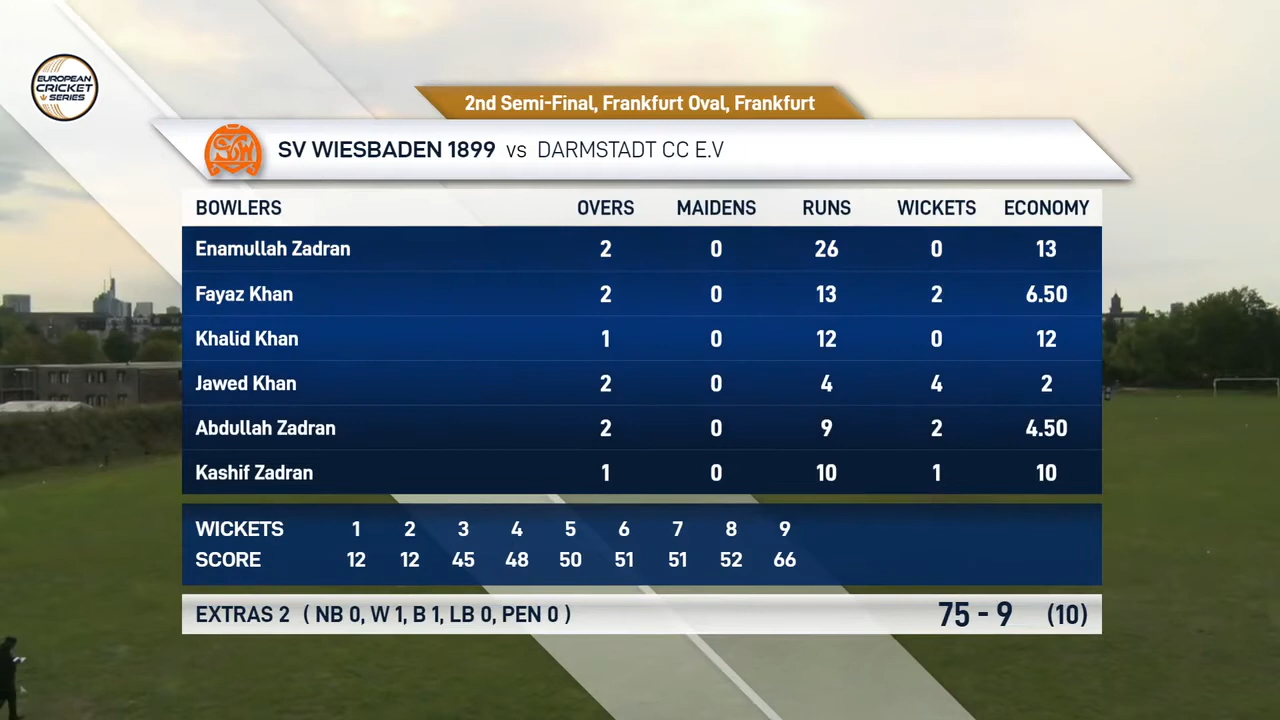 EUROPEAN
CRICKET
SERIES
2nd Semi-Final, Frankfurt Oval, Frankfurt
SV WIESBADEN 1899 vs DARMSTADT CC E.V
BOWLERS OVERS MAIDENS RUNS WICKETS ECONOMY
Enamullah Zadran 2 0 26 0 13
Fayaz Khan 2 0 13 2 6.50
Khalid Khan 1 0 12 0 12
Jawed Khan 2 0 4 4 2
Abdullah Zadran 2 0 9 2 4.50
Kashif Zadran 1 0 10 1 10
WICKETS 1 2 3 4 5 6 7 8 9
SCORE 12 12 45 48 50 51 51 52 66
EXTRAS 2 ( NB 0, W 1, B 1, LB 0, PEN 0 ) 75 - 9 (10)